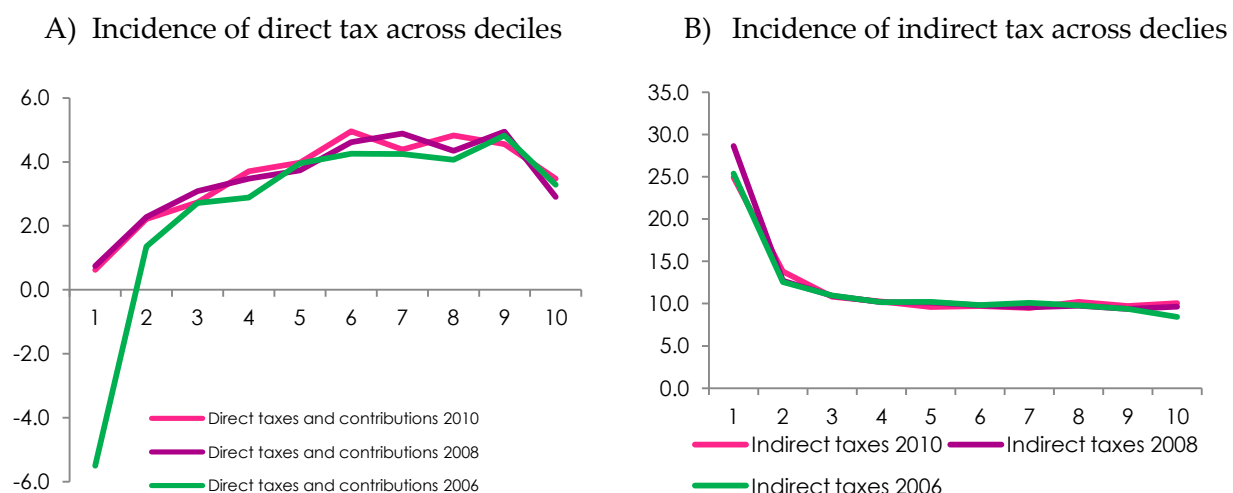 A) Incidence of direct tax across deciles
6.0
4.0
2.0
0.0
-2.0
-4.0
-6.0
1 2 3 4 5 6 7 8 9 10
Direct taxes and contributions 2010
Direct taxes and contributions 2008
Direct taxes and contributions 2006
B) Incidence of indirect tax across declies
35.0
30.0
25.0
20.0
15.0
10.0
5.0
0.0
1 2 3 4 5 6 7 8 9 10
Indirect taxes 2010 Indirect taxes 2008
Indirect taxes 2006